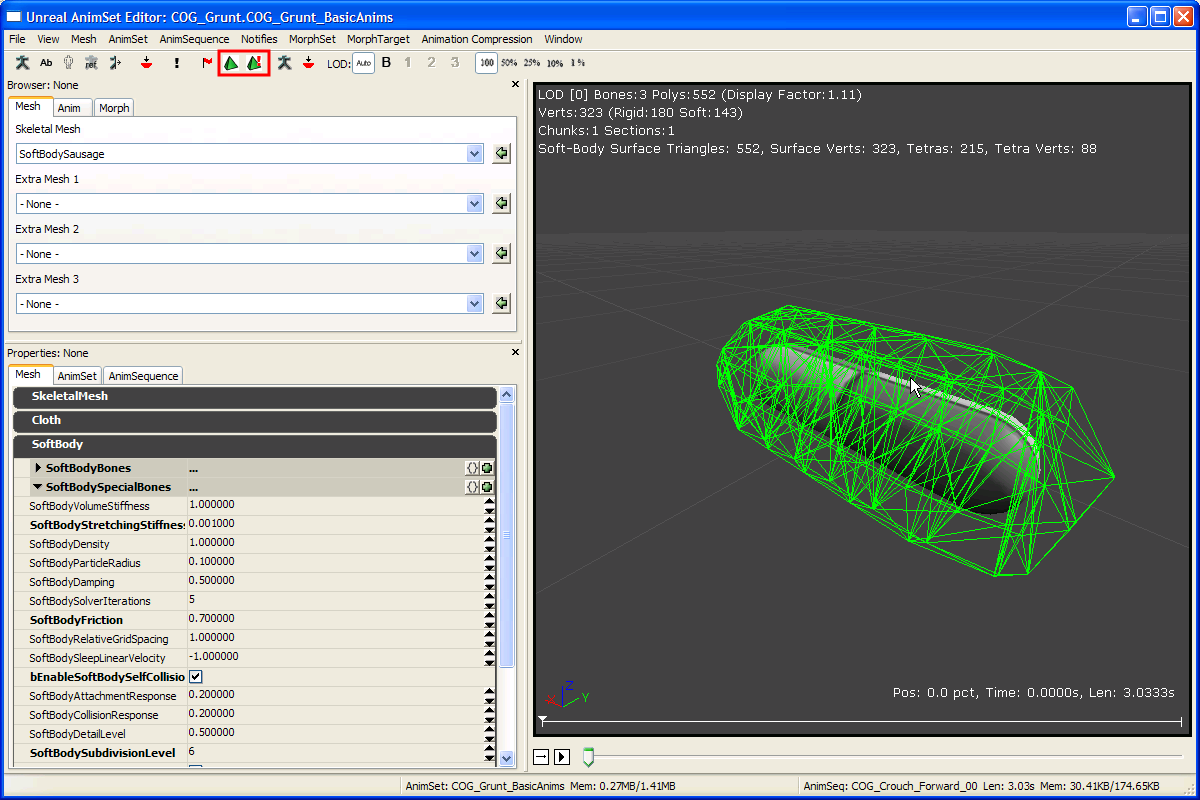 Unreal AnimSet Editor: COG_Grunt.COG_Grunt_BasicAnims
File View Mesh AnimSet AnimSequence Notifies MorphSet MorphTarget Animation Compression Window
Ab LOD: Auto B 1 2 3 100 50% 25% 10% 1%
Browser: None
Mesh Anim Morph
Skeletal Mesh
SoftBodySausage
Extra Mesh 1
- None -
Extra Mesh 2
- None -
Extra Mesh 3
- None -
Properties: None
Mesh AnimSet AnimSequence
SkeletalMesh
Cloth
SoftBody
SoftBodyBones ...
SoftBodySpecialBones ...
SoftBodyVolumeStiffness 1.000000
SoftBodyStretchingStiffness 0.001000
SoftBodyDensity 1.000000
SoftBodyParticleRadius 0.100000
SoftBodyDamping 0.500000
SoftBodySolverIterations 5
SoftBodyFriction 0.700000
SoftBodyRelativeGridSpacing 1.000000
SoftBodySleepLinearVelocity -1.000000
bEnableSoftBodySelfCollisio
SoftBodyAttachmentResponse 0.200000
SoftBodyCollisionResponse 0.200000
SoftBodyDetailLevel 0.500000
SoftBodySubdivisionLevel 6
LOD [0] Bones:3 Polys:552 (Display Factor:1.11)
Verts:323 (Rigid:180 Soft:143)
Chunks:1 Sections:1
Soft-Body Surface Triangles: 552, Surface Verts: 323, Tetras: 215, Tetra Verts: 88
X Z Y
Pos: 0.0 pct, Time: 0.0000s, Len: 3.0333s
AnimSet: COG_Grunt_BasicAnims Mem: 0.27MB/1.41MB
AnimSeq: COG_Crouch_Forward_00 Len: 3.03s Mem: 30.41KB/174.65KB